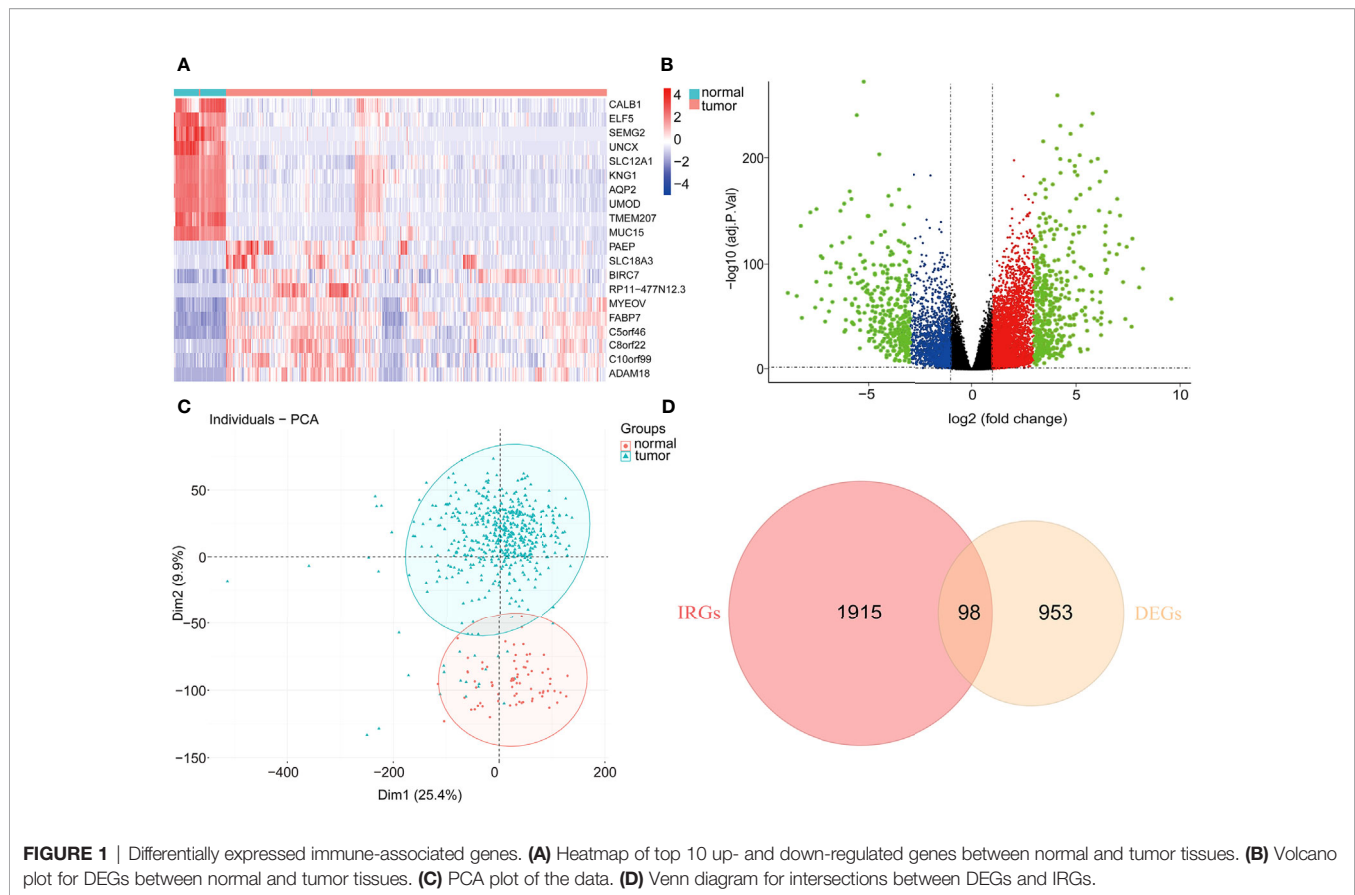 A
normal
tumor
4
2
0
−2
−4
CALB1
ELF5
SEMG2
UNCX
SLC12A1
KNG1
AQP2
UMOD
TMEM207
MUC15
PAEP
SLC18A3
BIRC7
RP11−477N12.3
MYEOV
FABP7
C5orf46
C8orf22
C10orf99
ADAM18
B
−log10 (adj.P.Val)
200
100
0
−5
0
5
10
log2 (fold change)
C
Individuals − PCA
Groups
normal
tumor
Dim2 (9.9%)
50
0
−50
−100
−150
−400
−200
0
200
Dim1 (25.4%)
D
IRGs
1915
98
953
DEGs
FIGURE 1 | Differentially expressed immune-associated genes. (A) Heatmap of top 10 up- and down-regulated genes between normal and tumor tissues. (B) Volcano
plot for DEGs between normal and tumor tissues. (C) PCA plot of the data. (D) Venn diagram for intersections between DEGs and IRGs.